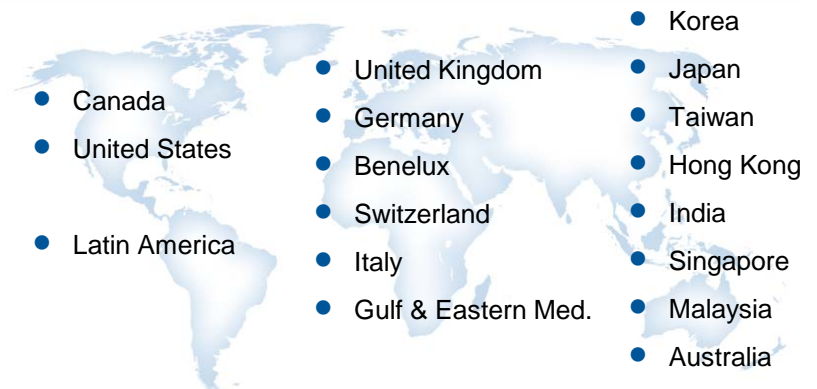 Canada
United States
Latin America
United Kingdom
Germany
Benelux
Switzerland
Italy
Gulf & Eastern Med.
Korea
Japan
Taiwan
Hong Kong
India
Singapore
Malaysia
Australia